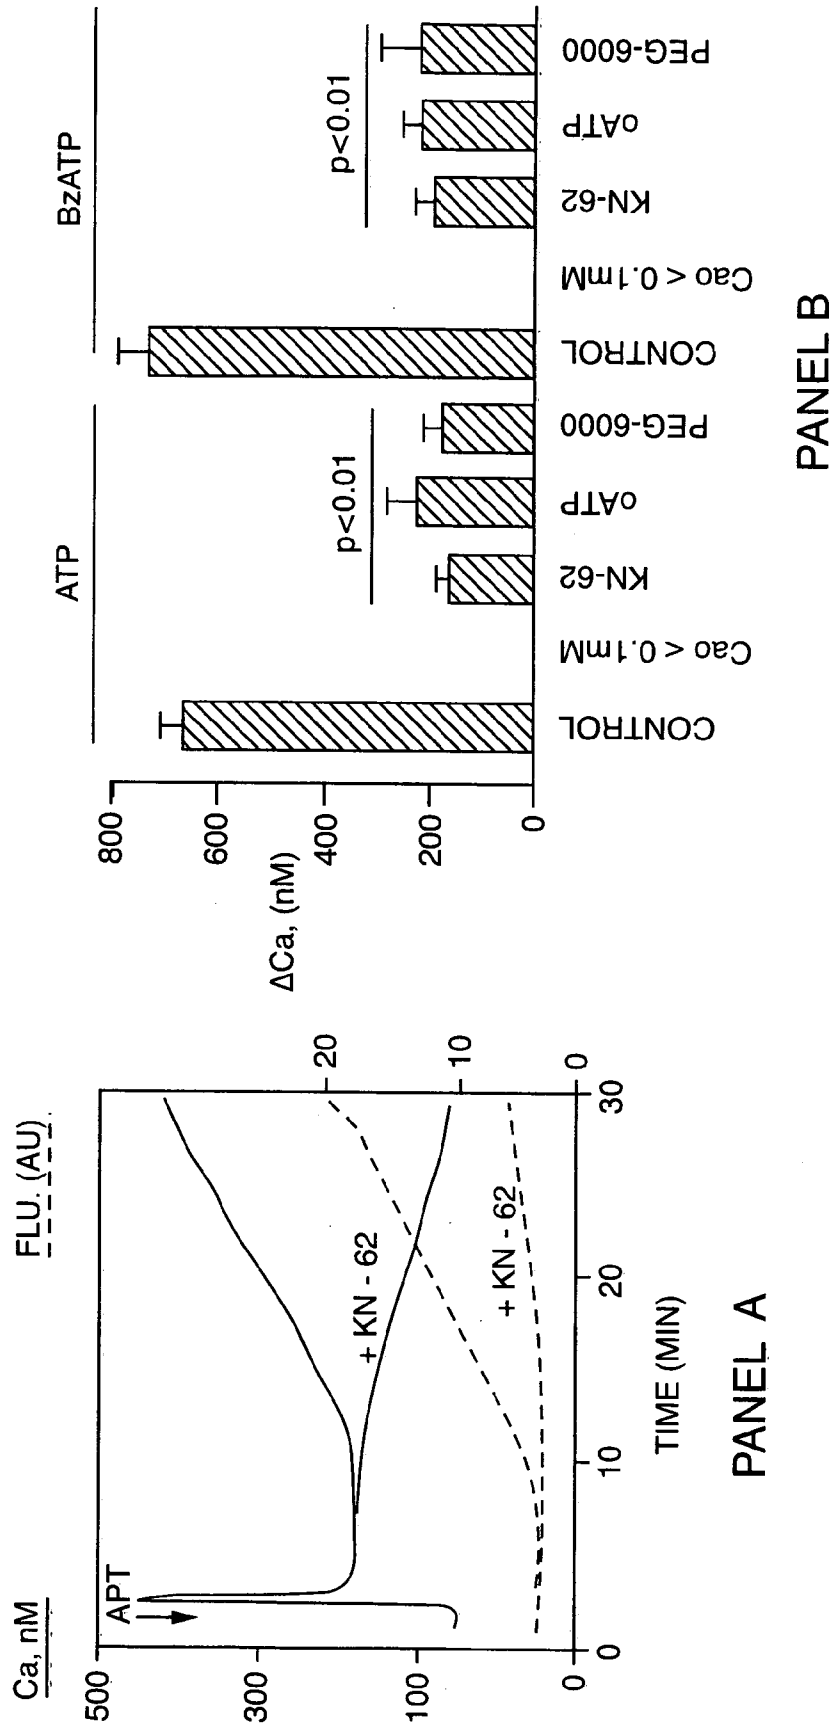 Ca, nM
FLU. (AU)
500
300
100
0
APT
+ KN - 62
+ KN - 62
20
10
0
0
10
20
30
TIME (MIN)
PANEL A
ATP
BzATP
p<0.01
p<0.01
ΔCa, (nM)
800
600
400
200
0
CONTROL
Cao < 0.1mM
KN-62
oATP
PEG-6000
CONTROL
Cao < 0.1mM
KN-62
oATP
PEG-6000
PANEL B